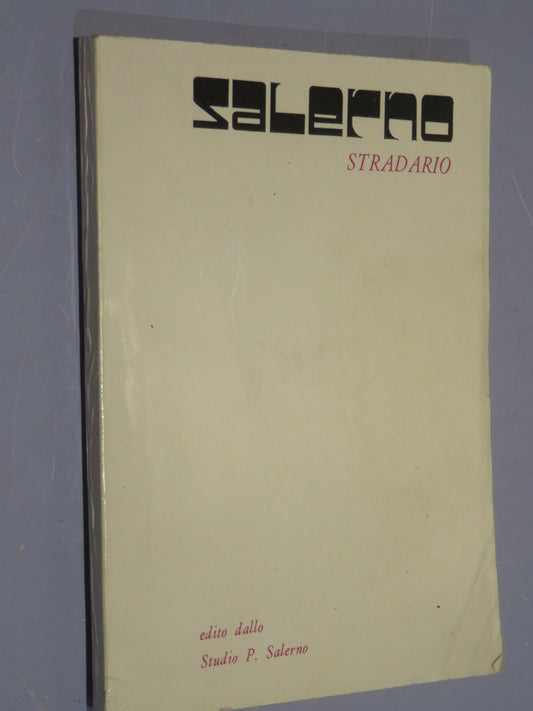 saLerno
STRADARIO
edito dallo
Studio P. Salerno